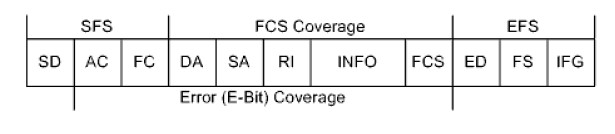 SFS FCS Coverage EFS
SD AC FC DA SA RI INFO FCS ED FS IFG
Error (E-Bit) Coverage